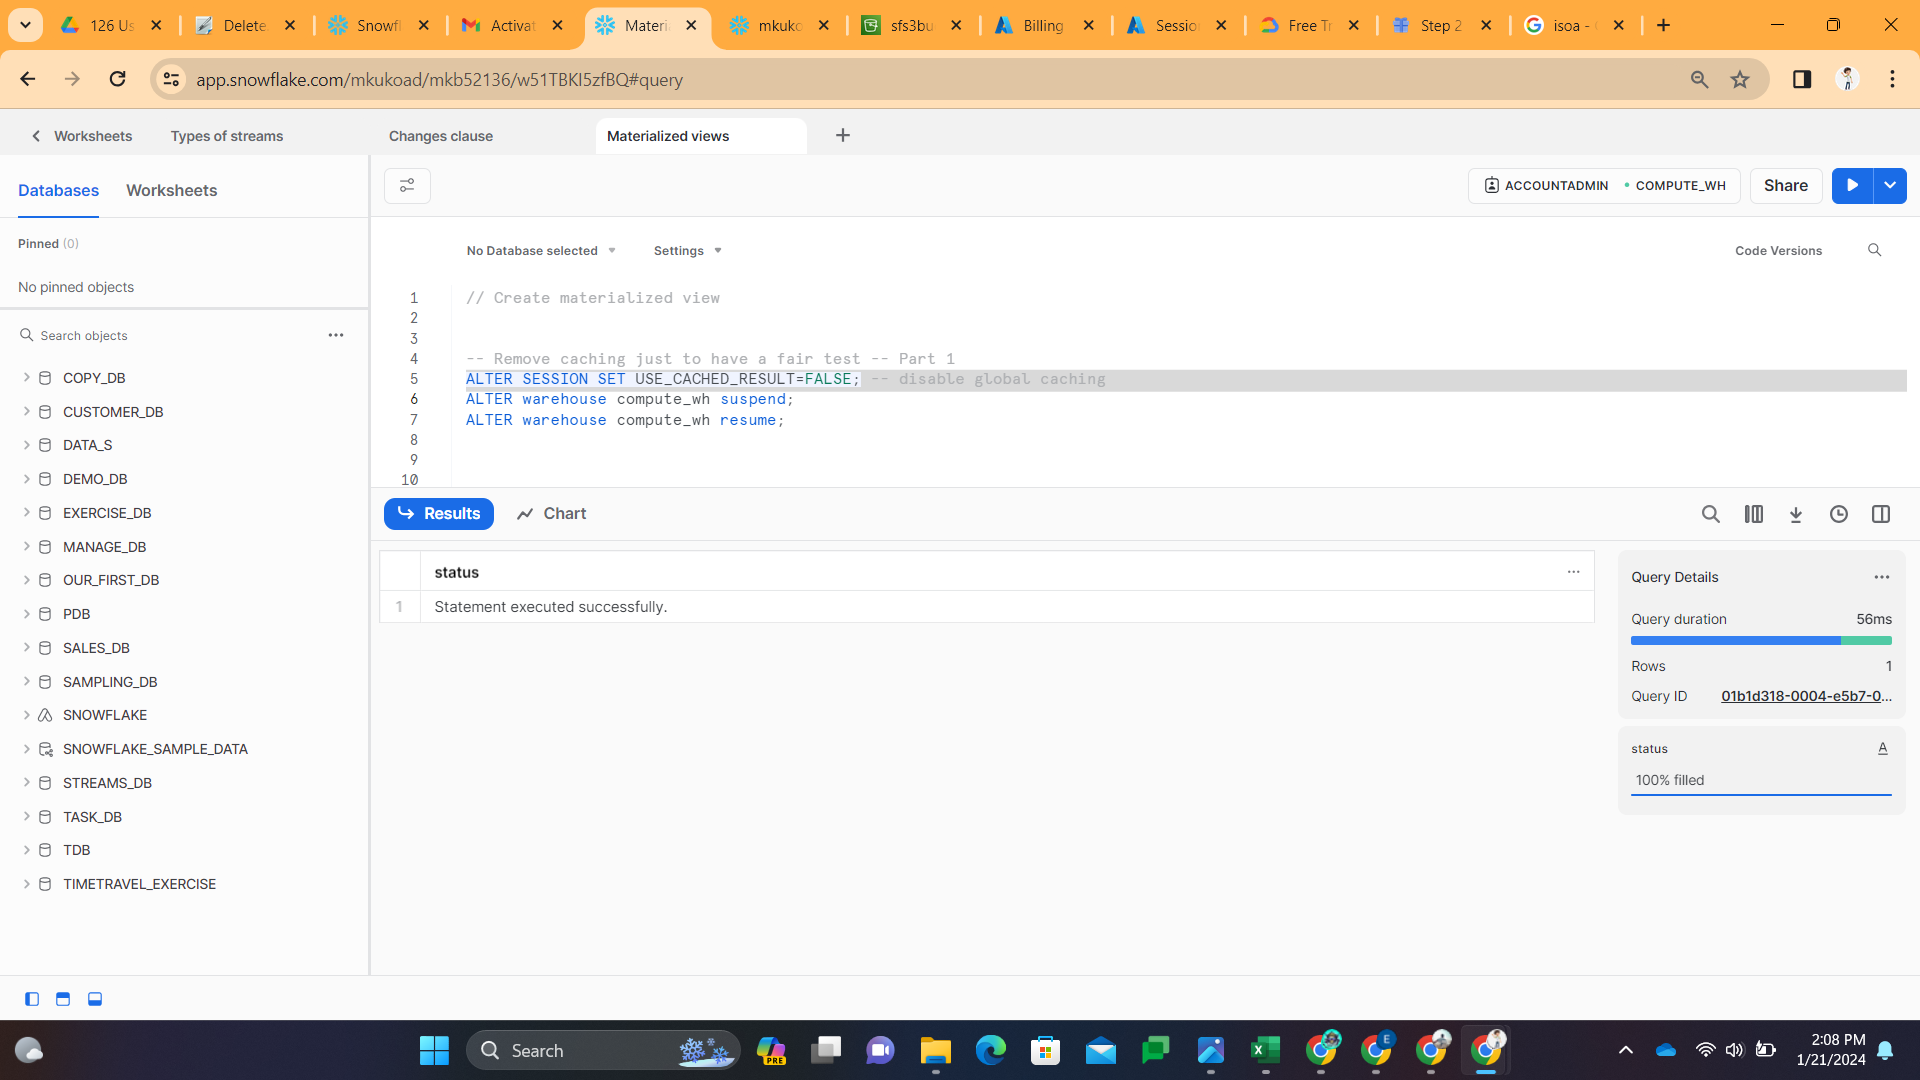 126 Us
Delete
Snowfl
Activat
Materia
mkuko
sfs3bu
Billing
Sessio
Free Tr
Step 2
isoa -
app.snowflake.com/mkukoad/mkb52136/w51TBKI5zfBQ#query
Worksheets
Types of streams
Changes clause
Materialized views
Databases
Worksheets
ACCOUNTADMIN
COMPUTE_WH
Share
Pinned (0)
No pinned objects
Search objects
COPY_DB
CUSTOMER_DB
DATA_S
DEMO_DB
EXERCISE_DB
MANAGE_DB
OUR_FIRST_DB
PDB
SALES_DB
SAMPLING_DB
SNOWFLAKE
SNOWFLAKE_SAMPLE_DATA
STREAMS_DB
TASK_DB
TDB
TIMETRAVEL_EXERCISE
No Database selected
Settings
Code Versions
1 // Create materialized view
2
3
4 -- Remove caching just to have a fair test -- Part 1
5 ALTER SESSION SET USE_CACHED_RESULT=FALSE; -- disable global caching
6 ALTER warehouse compute_wh suspend;
7 ALTER warehouse compute_wh resume;
8
9
10
Results
Chart
status
1 Statement executed successfully.
Query Details
Query duration 56ms
Rows 1
Query ID 01b1d318-0004-e5b7-0...
status A
100% filled
Search
PRE
E
2:08 PM
1/21/2024